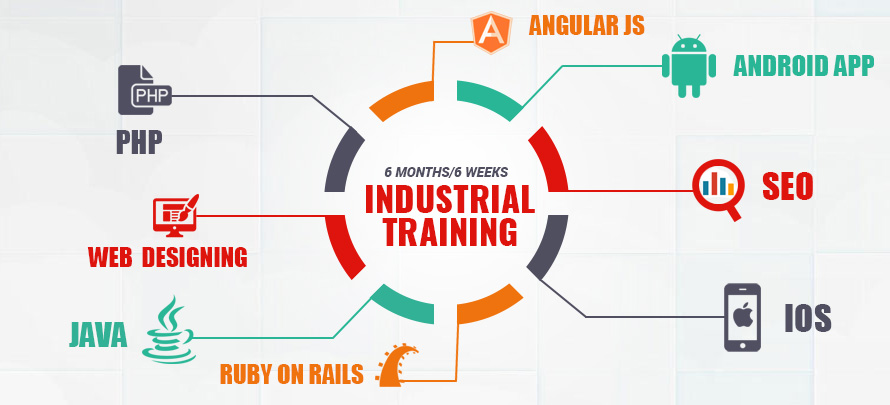 ANGULAR JS
ANDROID APP
PHP
PHP
6 MONTHS/6 WEEKS
INDUSTRIAL
TRAINING
SEO
WEB DESIGNING
IOS
JAVA
RUBY ON RAILS